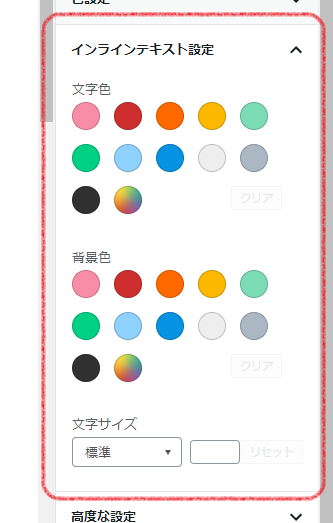 色設定
インラインテキスト設定
文字色
クリア
背景色
クリア
文字サイズ
標準
リセット
高度な設定